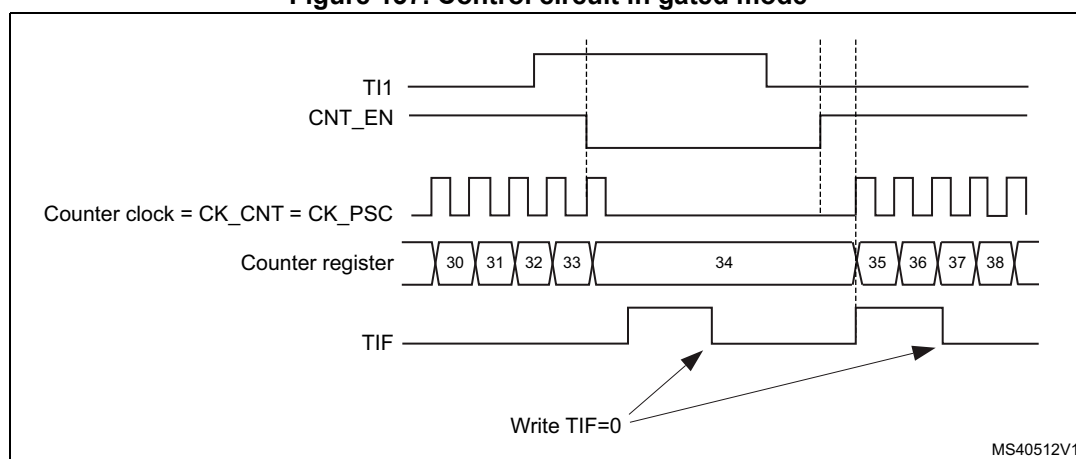 Figure 137. Control circuit in gated mode
TI1
CNT_EN
Counter clock = CK_CNT = CK_PSC
Counter register
30 31 32 33 34 35 36 37 38
TIF
Write TIF=0
MS40512V1